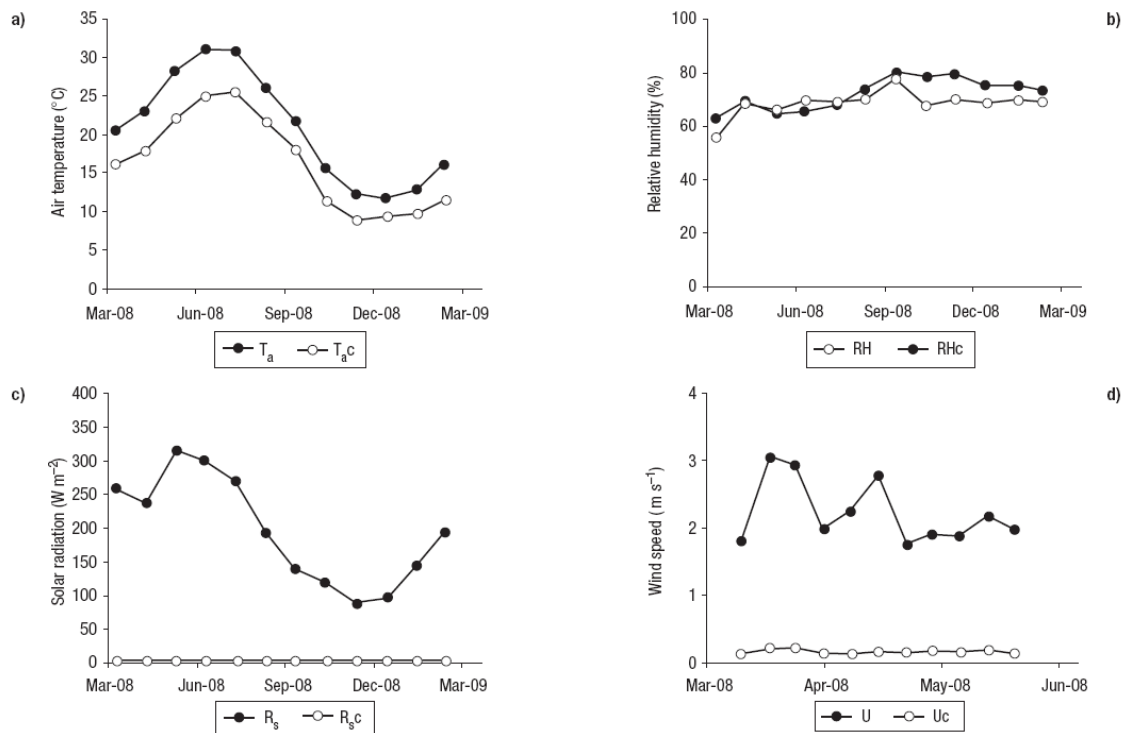 a)
35
30
25
20
15
10
5
0
Air temperature (°C)
Mar-08 Jun-08 Sep-08 Dec-08 Mar-09
Tₐ Tₐc
b)
100
80
60
40
20
0
Relative humidity (%)
Mar-08 Jun-08 Sep-08 Dec-08 Mar-09
RH RHc
c)
400
350
300
250
200
150
100
50
0
Solar radiation (W m⁻²)
Mar-08 Jun-08 Sep-08 Dec-08 Mar-09
Rₛ Rₛc
d)
4
3
2
1
0
Wind speed ( m s⁻¹)
Mar-08 Apr-08 May-08 Jun-08
U Uc